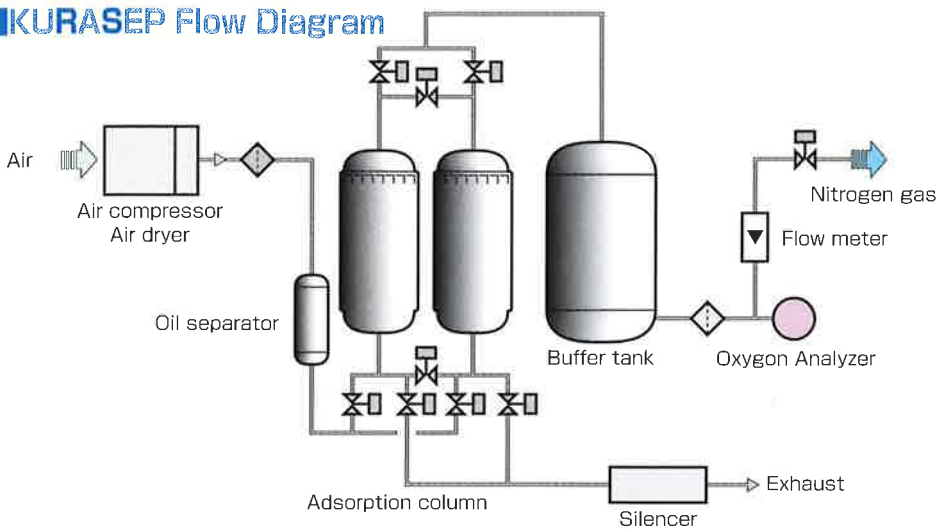 KURASEP Flow Diagram
Air
Air compressor
Air dryer
Nitrogen gas
Flow meter
Oil separator
Buffer tank
Oxygon Analyzer
Adsorption column
Exhaust
Silencer